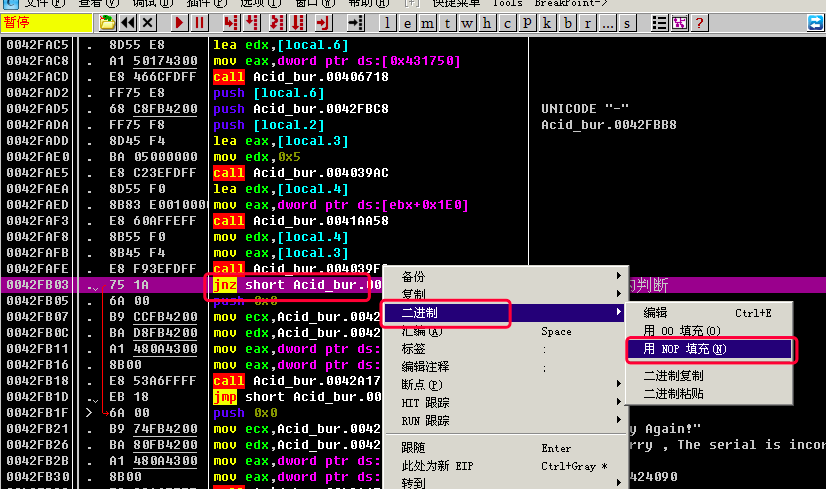 文件(F) 查看(V) 调试(D) 插件(P) 选项(T) 窗口(W) 帮助(H) [+] 快捷菜单 Tools BreakPoint->
暂停 l e m t w h c p k b r ... s ?
0042FAC5 . 8D55 E8 lea edx,[local.6]
0042FAC8 . A1 50174300 mov eax,dword ptr ds:[0x431750]
0042FACD . E8 466CFDFF call Acid_bur.00406718
0042FAD2 . FF75 E8 push [local.6]
0042FAD5 . 68 C8FB4200 push Acid_bur.0042FBC8 UNICODE "-"
0042FADA . FF75 F8 push [local.2] Acid_bur.0042FBB8
0042FADD . 8D45 F4 lea eax,[local.3]
0042FAE0 . BA 05000000 mov edx,0x5
0042FAE5 . E8 C23EFDFF call Acid_bur.004039AC
0042FAEA . 8D55 F0 lea edx,[local.4]
0042FAED . 8B83 E0010000 mov eax,dword ptr ds:[ebx+0x1E0]
0042FAF3 . E8 60AFFEFF call Acid_bur.0041AA58
0042FAF8 . 8B55 F0 mov edx,[local.4]
0042FAFB . 8B45 F4 mov eax,[local.3]
0042FAFE . E8 F93EFDFF call Acid_bur.004039F
0042FB03 . 75 1A jnz short Acid_bur.00 的判断
0042FB05 . 6A 00 push 0x0
0042FB07 . B9 CCFB4200 mov ecx,Acid_bur.0042
0042FB0C . BA D8FB4200 mov edx,Acid_bur.0042
0042FB11 . A1 480A4300 mov eax,dword ptr ds:
0042FB16 . 8B00 mov eax,dword ptr ds:
0042FB18 . E8 53A6FFFF call Acid_bur.0042A17
0042FB1D . EB 18 jmp short Acid_bur.00
0042FB1F > 6A 00 push 0x0
0042FB21 . B9 74FB4200 mov ecx,Acid_bur.0042 y Again!"
0042FB26 . BA 80FB4200 mov edx,Acid_bur.0042 rry , The serial is incor
0042FB2B . A1 480A4300 mov eax,dword ptr ds:
0042FB30 . 8B00 mov eax,dword ptr ds: 424090
备份
复制
二进制
汇编(A) Space
标签 :
编辑注释 ;
断点(P)
HIT 跟踪
RUN 跟踪
跟随 Enter
此处为新 EIP Ctrl+Gray *
转到
编辑 Ctrl+E
用 00 填充(O)
用 NOP 填充(N)
二进制复制
二进制粘贴